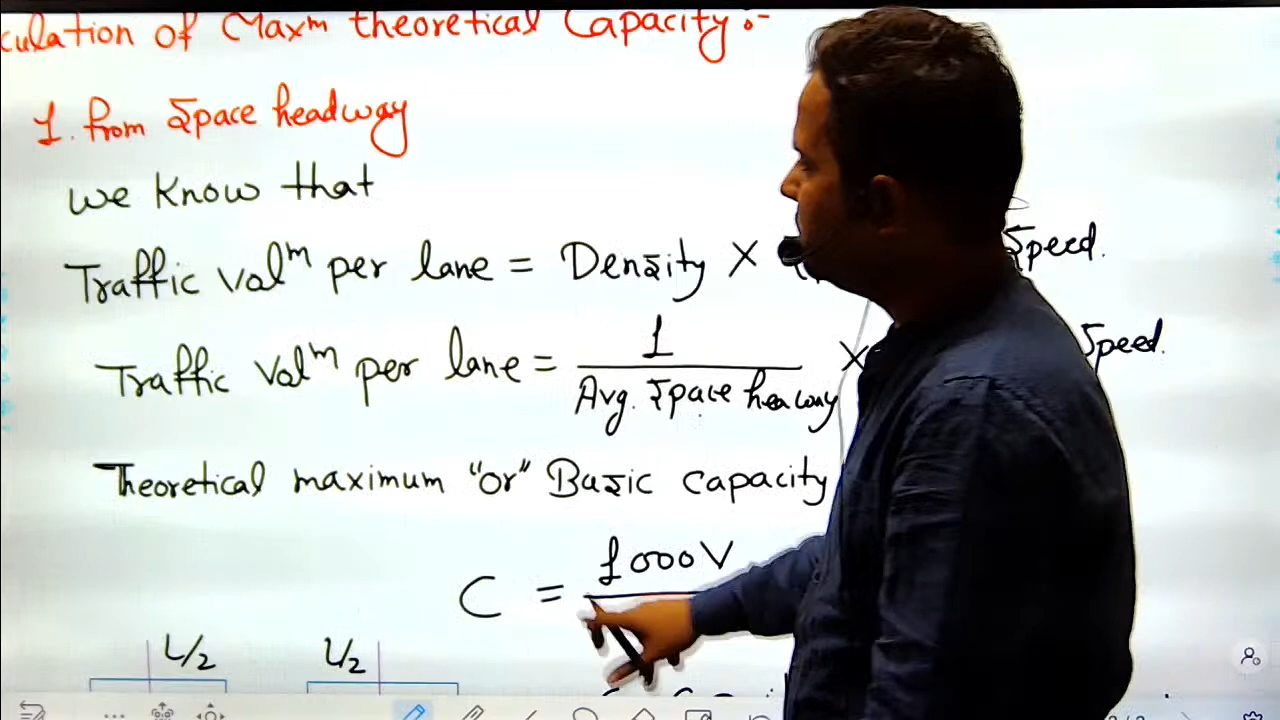 culation of Maxᵐ theoretical Capacity :-
1. from Space headway
we know that
Traffic volᵐ per lane = Density × Speed.
Traffic volᵐ per lane = 1 / Avg. Space headway × Speed.
Theoretical maximum "or" Basic capacity
C = 1000V
L/2 L/2